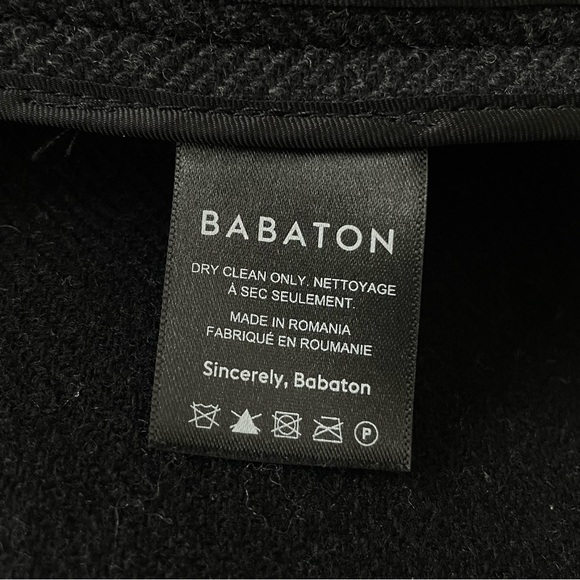 BABATON
DRY CLEAN ONLY. NETTOYAGE
À SEC SEULEMENT.
MADE IN ROMANIA
FABRIQUÉ EN ROUMANIE
Sincerely, Babaton
P